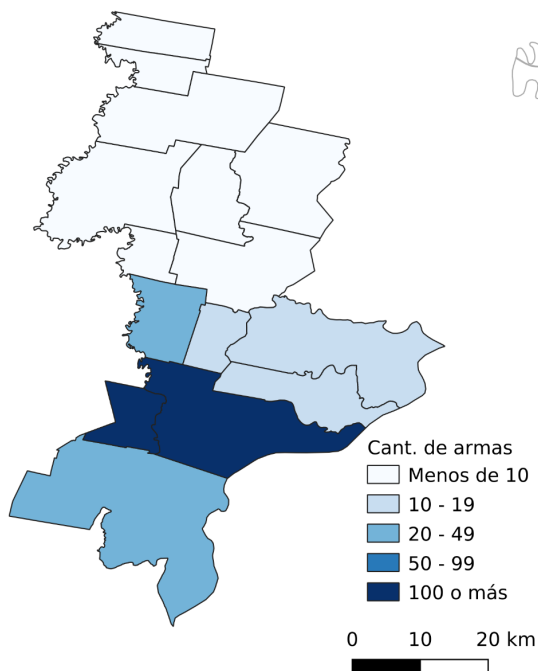 Cant. de armas
Menos de 10
10 - 19
20 - 49
50 - 99
100 o más
0 10 20 km